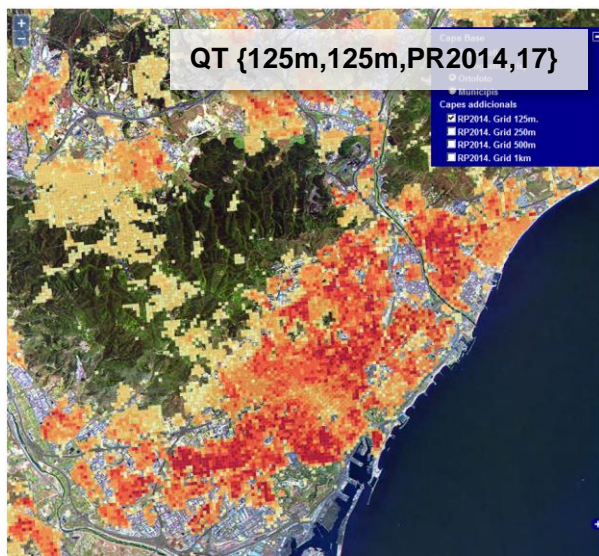 QT {125m,125m,PR2014,17}
Capa Base
Ortofoto
Municipis
Capes addicionals
RP2014. Grid 125m.
RP2014. Grid 250m
RP2014. Grid 500m
RP2014. Grid 1km